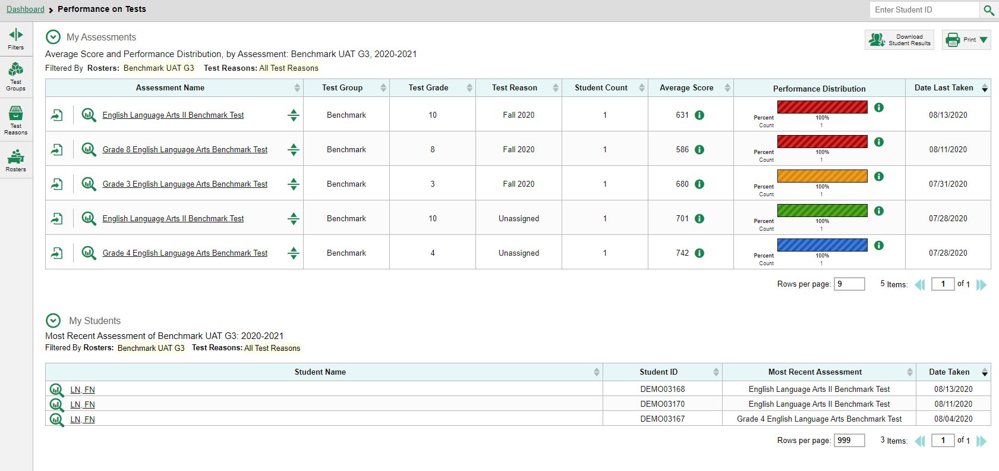 Dashboard > Performance on Tests
Enter Student ID
Filters
Test
Groups
Test
Reasons
Rosters
My Assessments
Download
Student Results
Print
Average Score and Performance Distribution, by Assessment: Benchmark UAT G3, 2020-2021
Filtered By Rosters: Benchmark UAT G3 Test Reasons: All Test Reasons
Assessment Name Test Group Test Grade Test Reason Student Count Average Score Performance Distribution Date Last Taken
English Language Arts II Benchmark Test Benchmark 10 Fall 2020 1 631 08/13/2020
Percent 100%
Count 1
Grade 8 English Language Arts Benchmark Test Benchmark 8 Fall 2020 1 586 08/11/2020
Percent 100%
Count 1
Grade 3 English Language Arts Benchmark Test Benchmark 3 Fall 2020 1 680 07/31/2020
Percent 100%
Count 1
English Language Arts II Benchmark Test Benchmark 10 Unassigned 1 701 07/28/2020
Percent 100%
Count 1
Grade 4 English Language Arts Benchmark Test Benchmark 4 Unassigned 1 742 07/28/2020
Percent 100%
Count 1
Rows per page: 9 5 Items: 1 of 1
My Students
Most Recent Assessment of Benchmark UAT G3: 2020-2021
Filtered By Rosters: Benchmark UAT G3 Test Reasons: All Test Reasons
Student Name Student ID Most Recent Assessment Date Taken
LN, FN DEMO03168 English Language Arts II Benchmark Test 08/13/2020
LN, FN DEMO03170 English Language Arts II Benchmark Test 08/11/2020
LN, FN DEMO03167 Grade 4 English Language Arts Benchmark Test 08/04/2020
Rows per page: 999 3 Items: 1 of 1